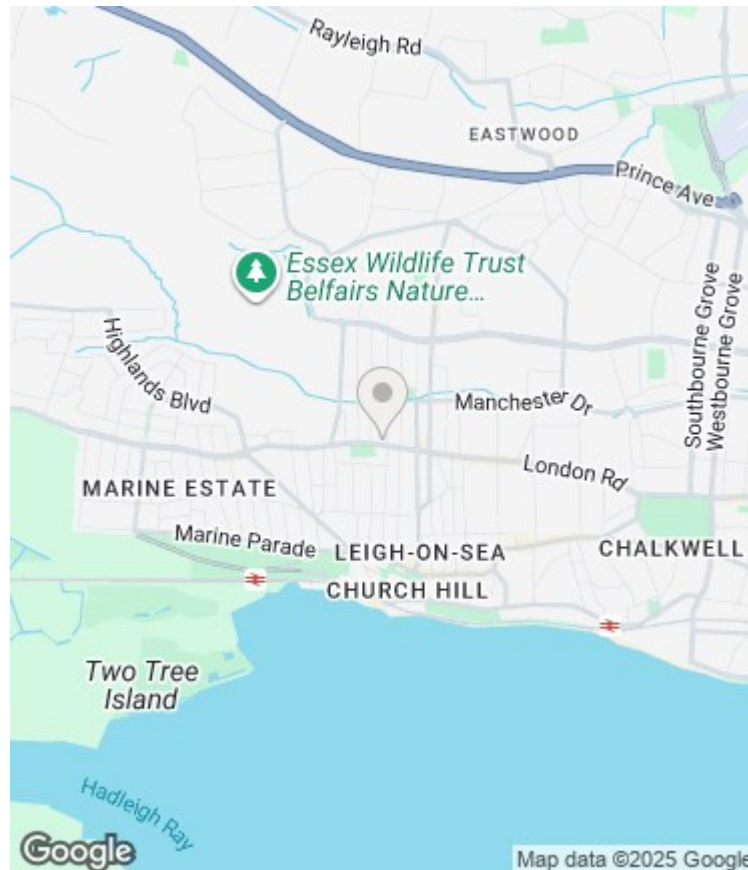 Rayleigh Rd
EASTWOOD
Prince Ave
Essex Wildlife Trust
Belfairs Nature...
Southbourne Grove
Westbourne Grove
Highlands Blvd
Manchester Dr
London Rd
MARINE ESTATE
Marine Parade
LEIGH-ON-SEA
CHALKWELL
CHURCH HILL
Two Tree
Island
Hadleigh Ray
Google
Map data ©2025 Google